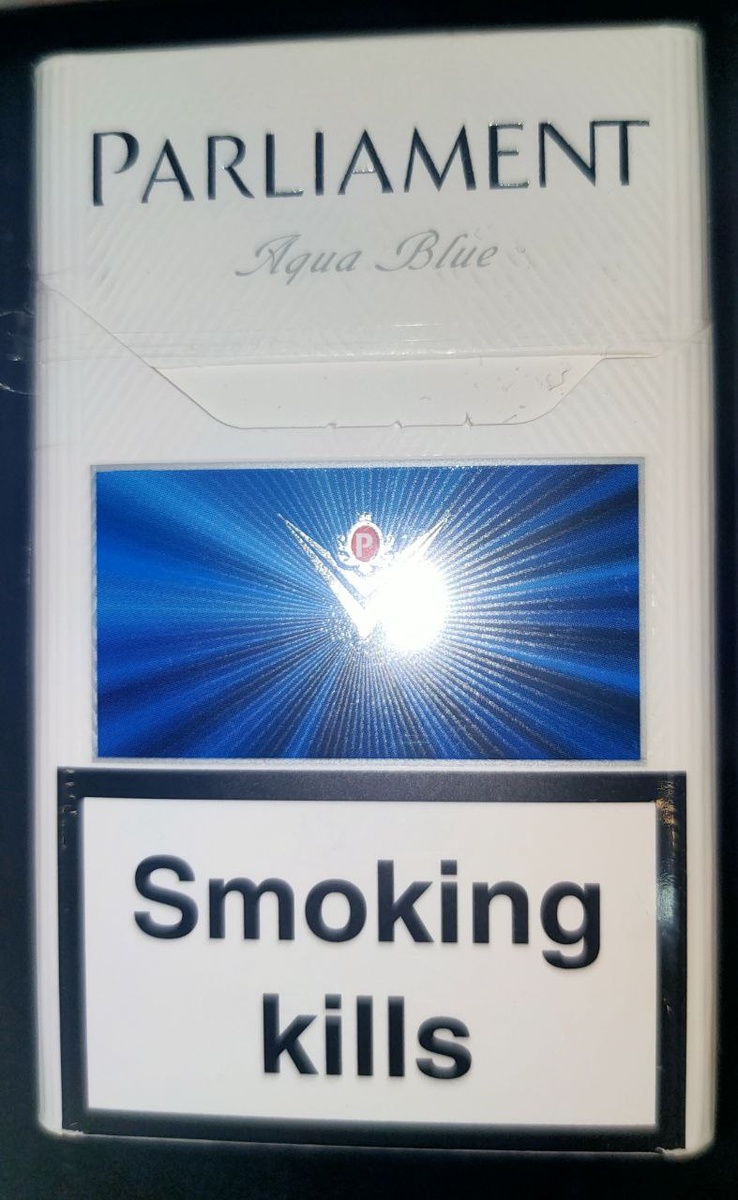 PARLIAMENT
Aqua Blue
P
Smoking
kills